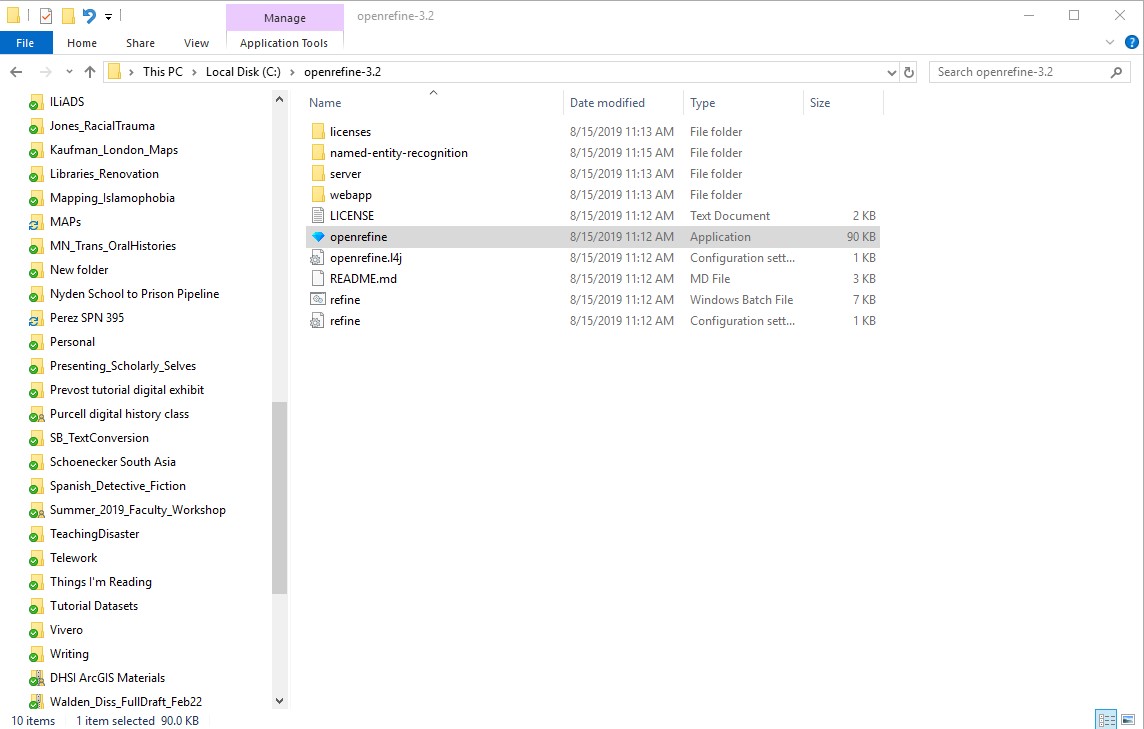 Manage openrefine-3.2
File Home Share View Application Tools
This PC Local Disk (C:) openrefine-3.2 Search openrefine-3.2
Name Date modified Type Size
ILiADS
Jones_RacialTrauma
Kaufman_London_Maps
Libraries_Renovation
Mapping_Islamophobia
MAPs
MN_Trans_OralHistories
New folder
Nyden School to Prison Pipeline
Perez SPN 395
Personal
Presenting_Scholarly_Selves
Prevost tutorial digital exhibit
Purcell digital history class
SB_TextConversion
Schoenecker South Asia
Spanish_Detective_Fiction
Summer_2019_Faculty_Workshop
TeachingDisaster
Telework
Things I'm Reading
Tutorial Datasets
Vivero
Writing
DHSI ArcGIS Materials
Walden_Diss_FullDraft_Feb22
licenses 8/15/2019 11:13 AM File folder
named-entity-recognition 8/15/2019 11:15 AM File folder
server 8/15/2019 11:13 AM File folder
webapp 8/15/2019 11:13 AM File folder
LICENSE 8/15/2019 11:12 AM Text Document 2 KB
openrefine 8/15/2019 11:12 AM Application 90 KB
openrefine.l4j 8/15/2019 11:12 AM Configuration sett... 1 KB
README.md 8/15/2019 11:12 AM MD File 3 KB
refine 8/15/2019 11:12 AM Windows Batch File 7 KB
refine 8/15/2019 11:12 AM Configuration sett... 1 KB
10 items 1 item selected 90.0 KB